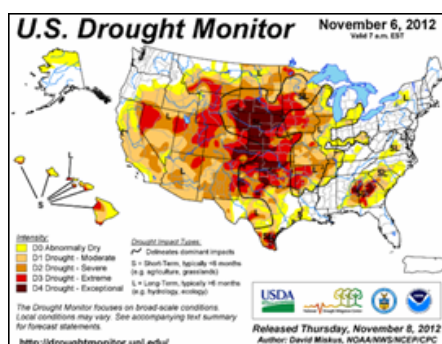 U.S. Drought Monitor
November 6, 2012
Valid 7 a.m. EST
L
SL
L
L
L
L
SL
SL
L
S
Intensity:
D0 Abnormally Dry
D1 Drought - Moderate
D2 Drought - Severe
D3 Drought - Extreme
D4 Drought - Exceptional
Drought Impact Types:
Delineates dominant impacts
S = Short-Term, typically <6 months
(e.g. agriculture, grasslands)
L = Long-Term, typically >6 months
(e.g. hydrology, ecology)
The Drought Monitor focuses on broad-scale conditions.
Local conditions may vary. See accompanying text summary
for forecast statements.
http://droughtmonitor.unl.edu/
USDA
Released Thursday, November 8, 2012
Author: David Miskus, NOAA/NWS/NCEP/CPC